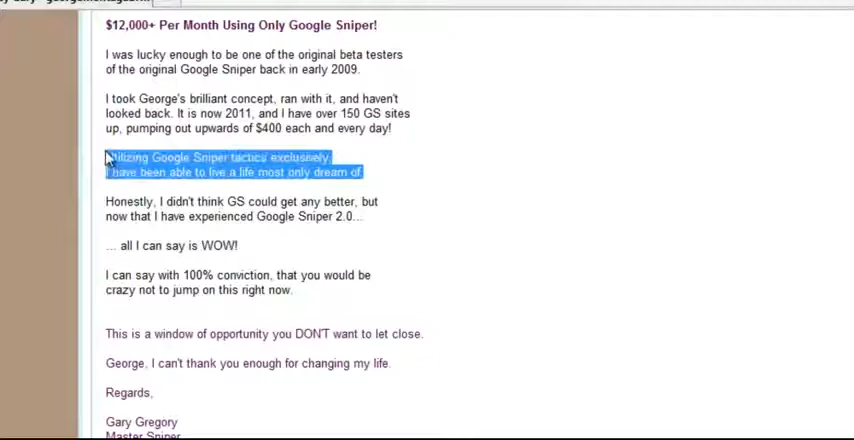 $12,000+ Per Month Using Only Google Sniper!
I was lucky enough to be one of the original beta testers
of the original Google Sniper back in early 2009.
I took George's brilliant concept, ran with it, and haven't
looked back. It is now 2011, and I have over 150 GS sites
up, pumping out upwards of $400 each and every day!
Utilizing Google Sniper tactics exclusively,
I have been able to live a life most only dream of.
Honestly, I didn't think GS could get any better, but
now that I have experienced Google Sniper 2.0...
... all I can say is WOW!
I can say with 100% conviction, that you would be
crazy not to jump on this right now.
This is a window of opportunity you DON'T want to let close.
George, I can't thank you enough for changing my life.
Regards,
Gary Gregory
Master Sniper